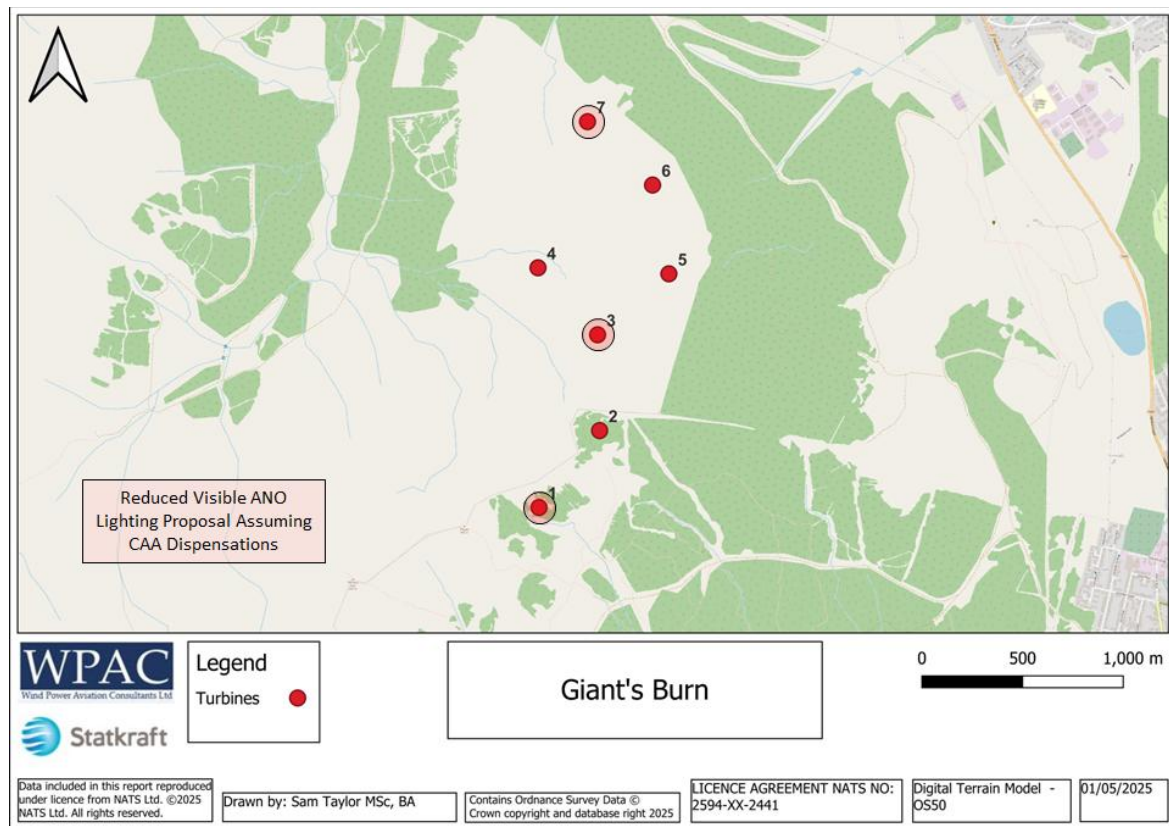 7
6
4
5
3
2
1
Reduced Visible ANO
Lighting Proposal Assuming
CAA Dispensations
WPAC
Wind Power Aviation Consultants Ltd
Statkraft
Legend
Turbines
Giant's Burn
0 500 1,000 m
Data included in this report reproduced
under licence from NATS Ltd. ©2025
NATS Ltd. All rights reserved.
Drawn by: Sam Taylor MSc, BA
Contains Ordnance Survey Data ©
Crown copyright and database right 2025
LICENCE AGREEMENT NATS NO:
2594-XX-2441
Digital Terrain Model -
OS50
01/05/2025